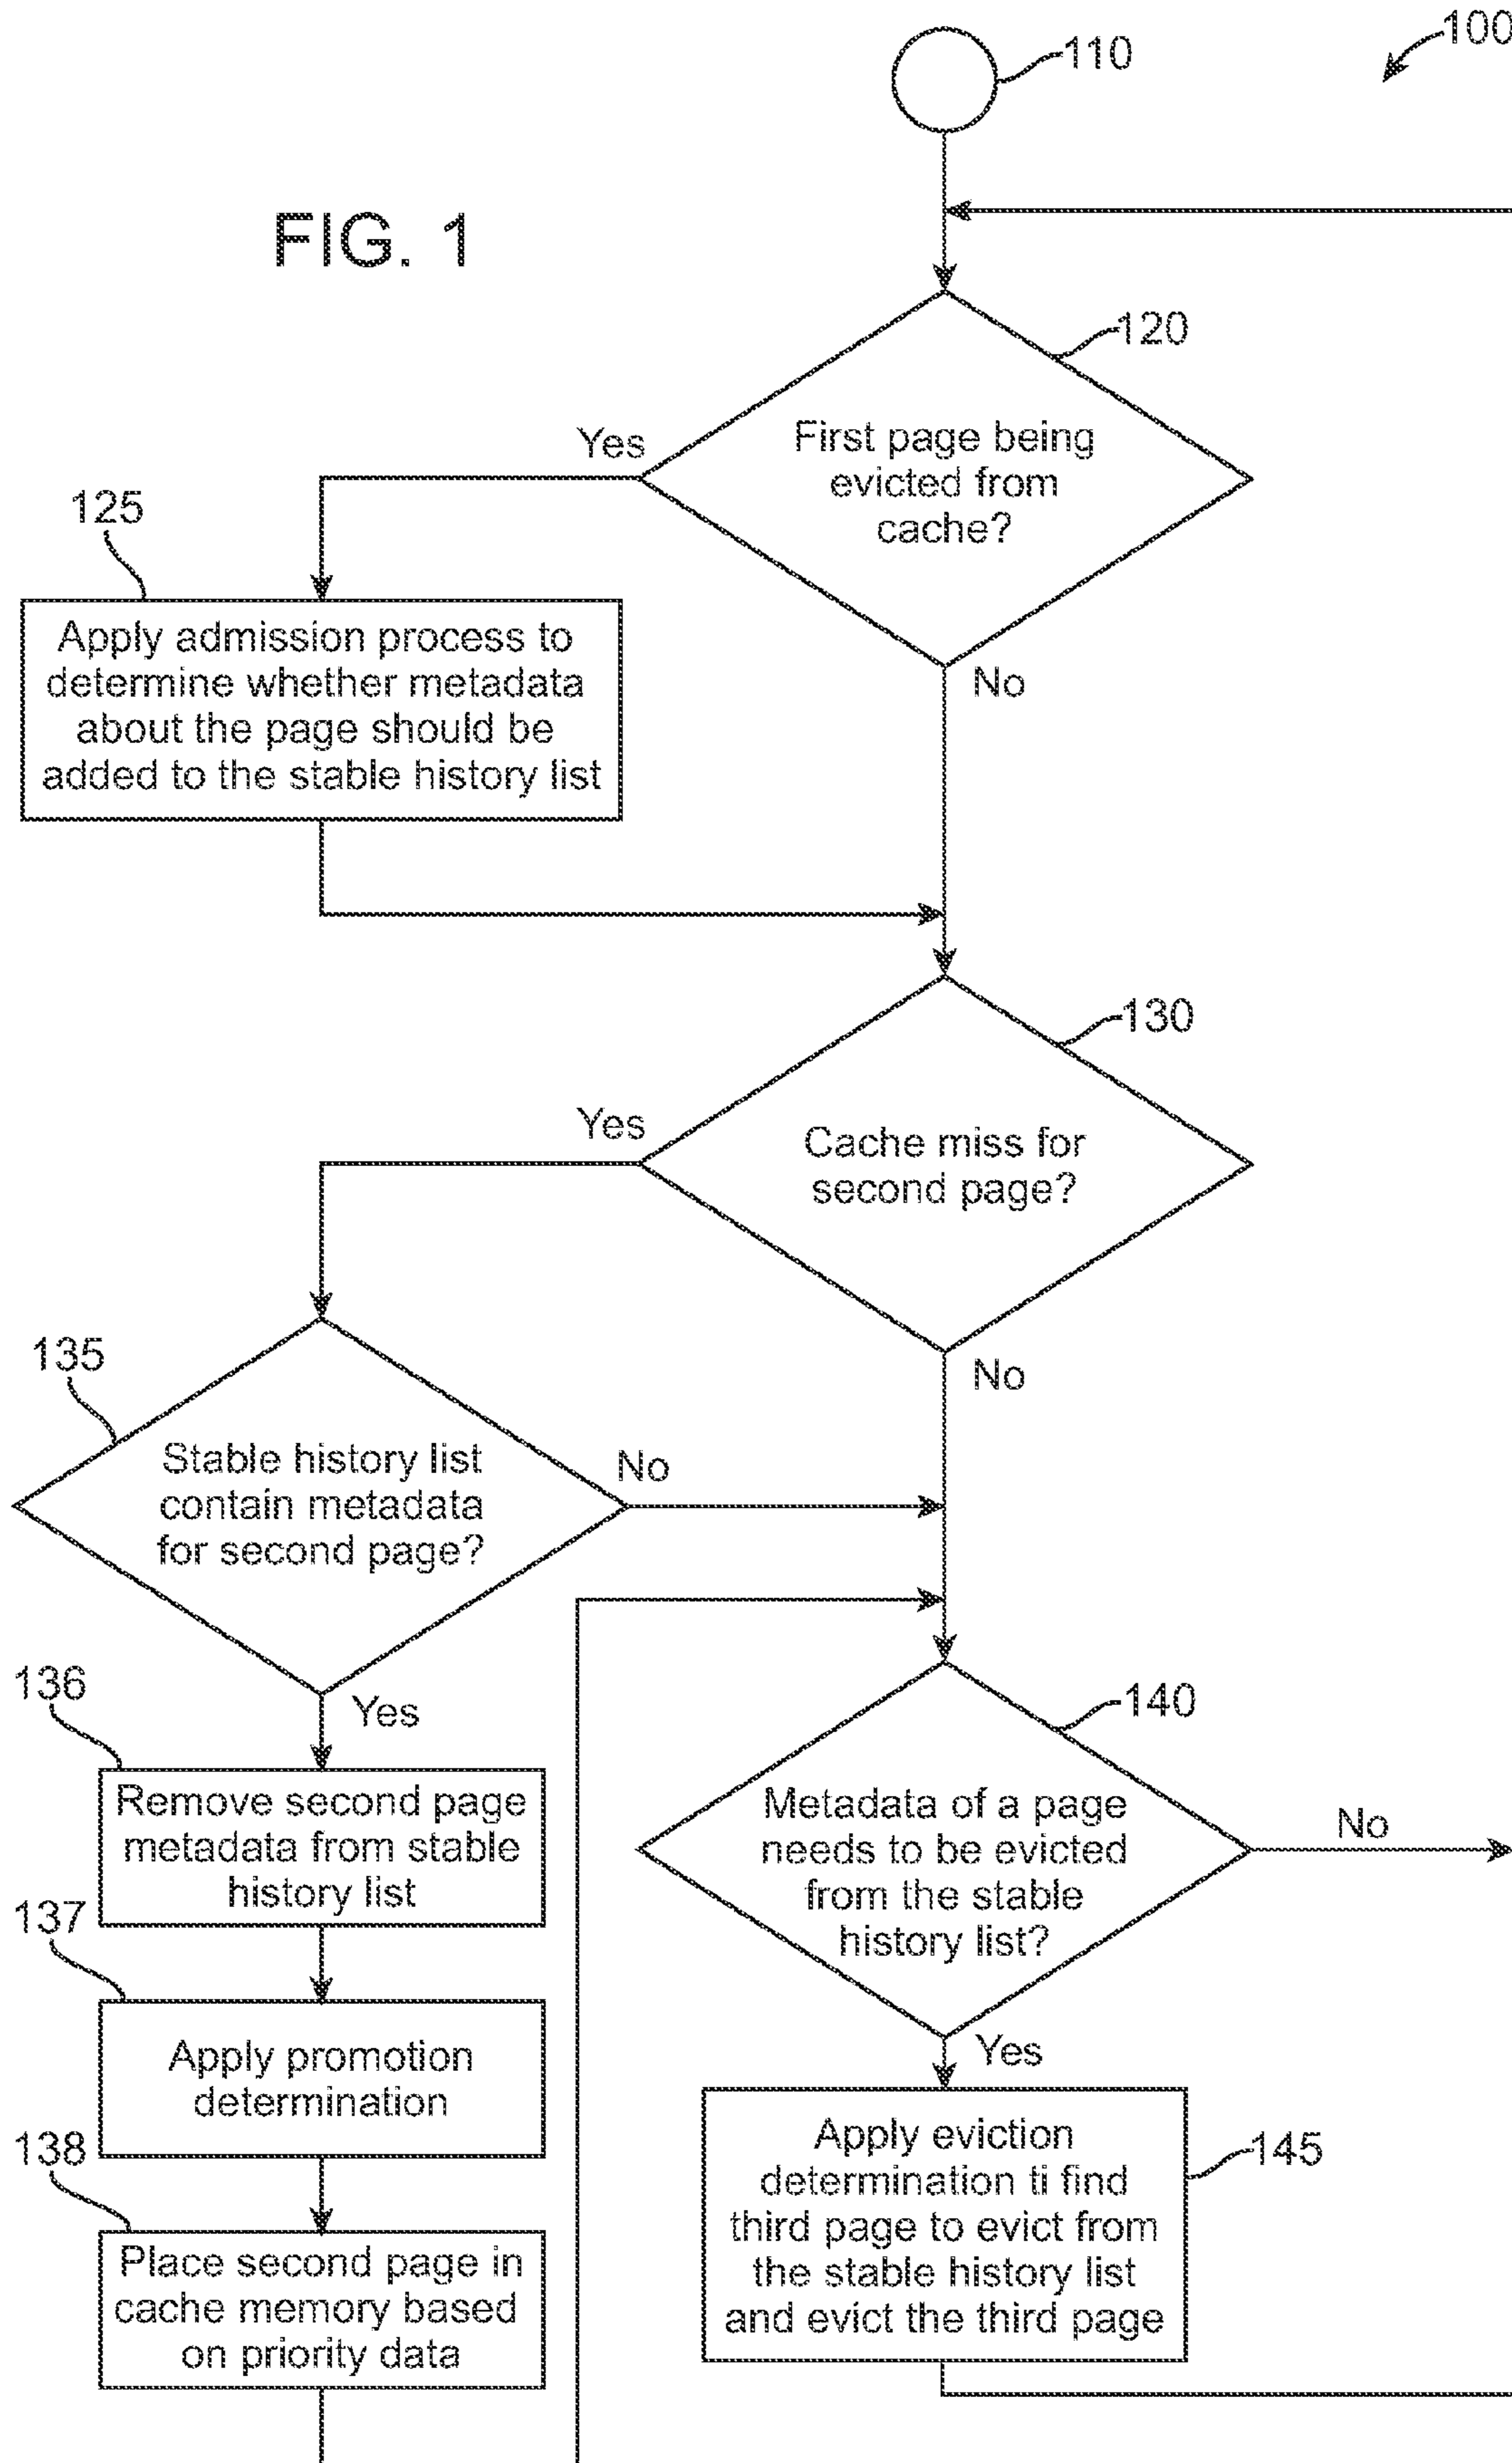 110
100
FIG. 1
120
First page being
evicted from
cache?
Yes
No
125
Apply admission process to
determine whether metadata
about the page should be
added to the stable history list
130
Cache miss for
second page?
Yes
No
135
Stable history list
contain metadata
for second page?
No
Yes
136
Remove second page
metadata from stable
history list
137
Apply promotion
determination
138
Place second page in
cache memory based
on priority data
140
Metadata of a page
needs to be evicted
from the stable
history list?
No
Yes
145
Apply eviction
determination ti find
third page to evict from
the stable history list
and evict the third page